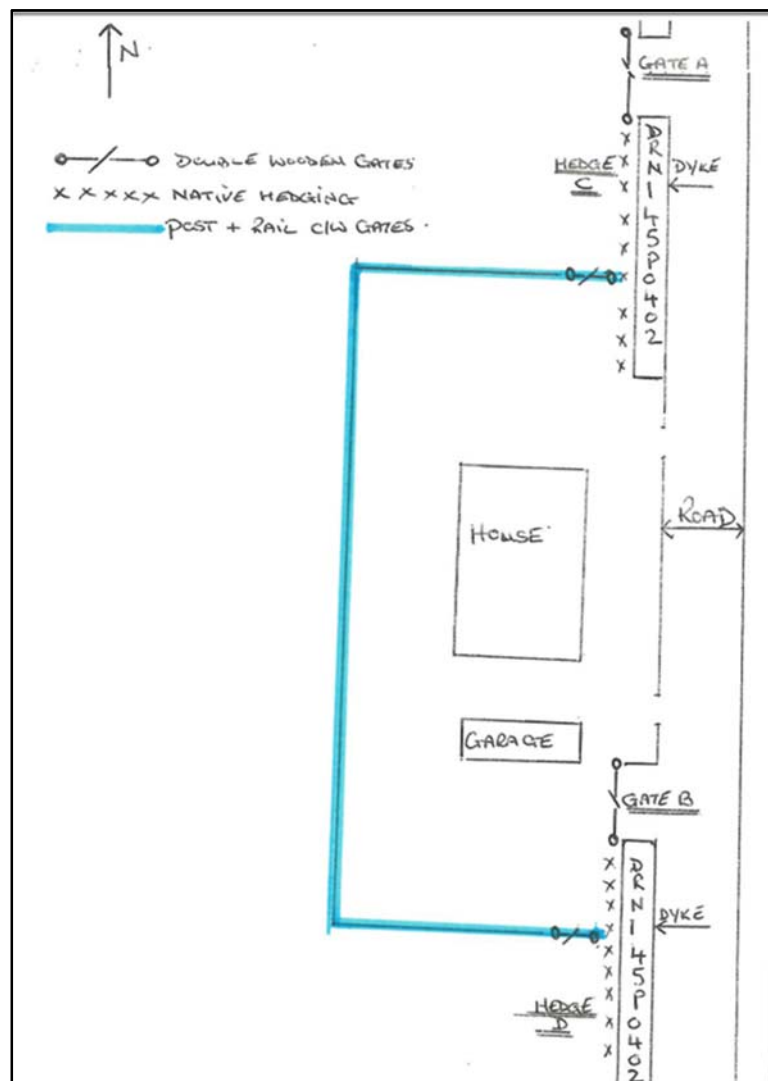 N
GATE A
DOUBLE WOODEN GATES
x x x x x NATIVE HEDGING
POST + RAIL C/W GATES.
HEDGE
C
DYKE
DRN145P0402
HOUSE
ROAD
GARAGE
GATE B
DYKE
DRN145P0402
HEDGE
D